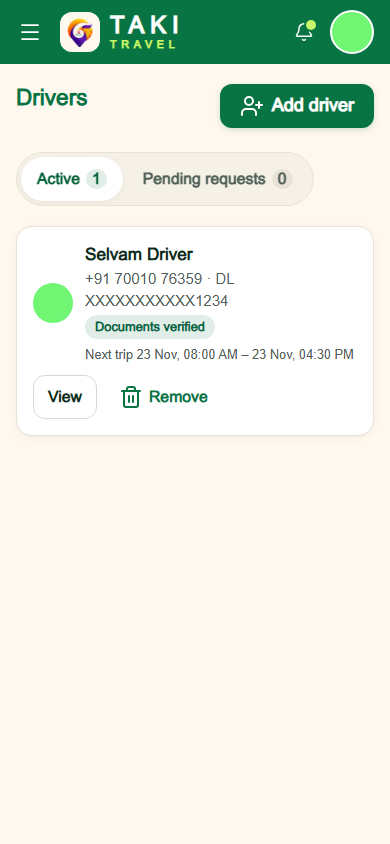 TAKI
TRAVEL
Drivers
Add driver
Active 1
Pending requests 0
Selvam Driver
+91 70010 76359 · DL
XXXXXXXXXXX1234
Documents verified
Next trip 23 Nov, 08:00 AM – 23 Nov, 04:30 PM
View
Remove